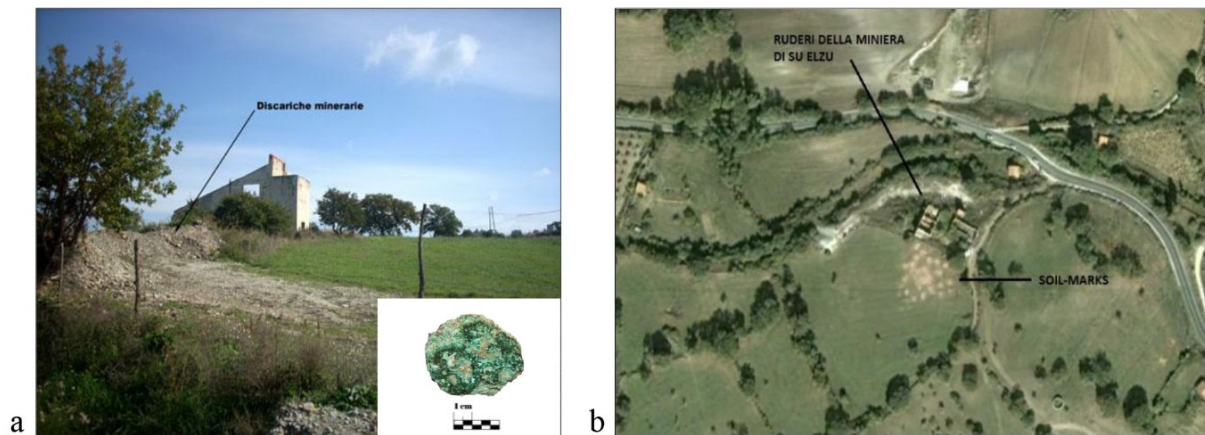 Discariche minerarie
1 cm
a
RUDERI DELLA MINIERA
DI SU ELZU
SOIL-MARKS
b